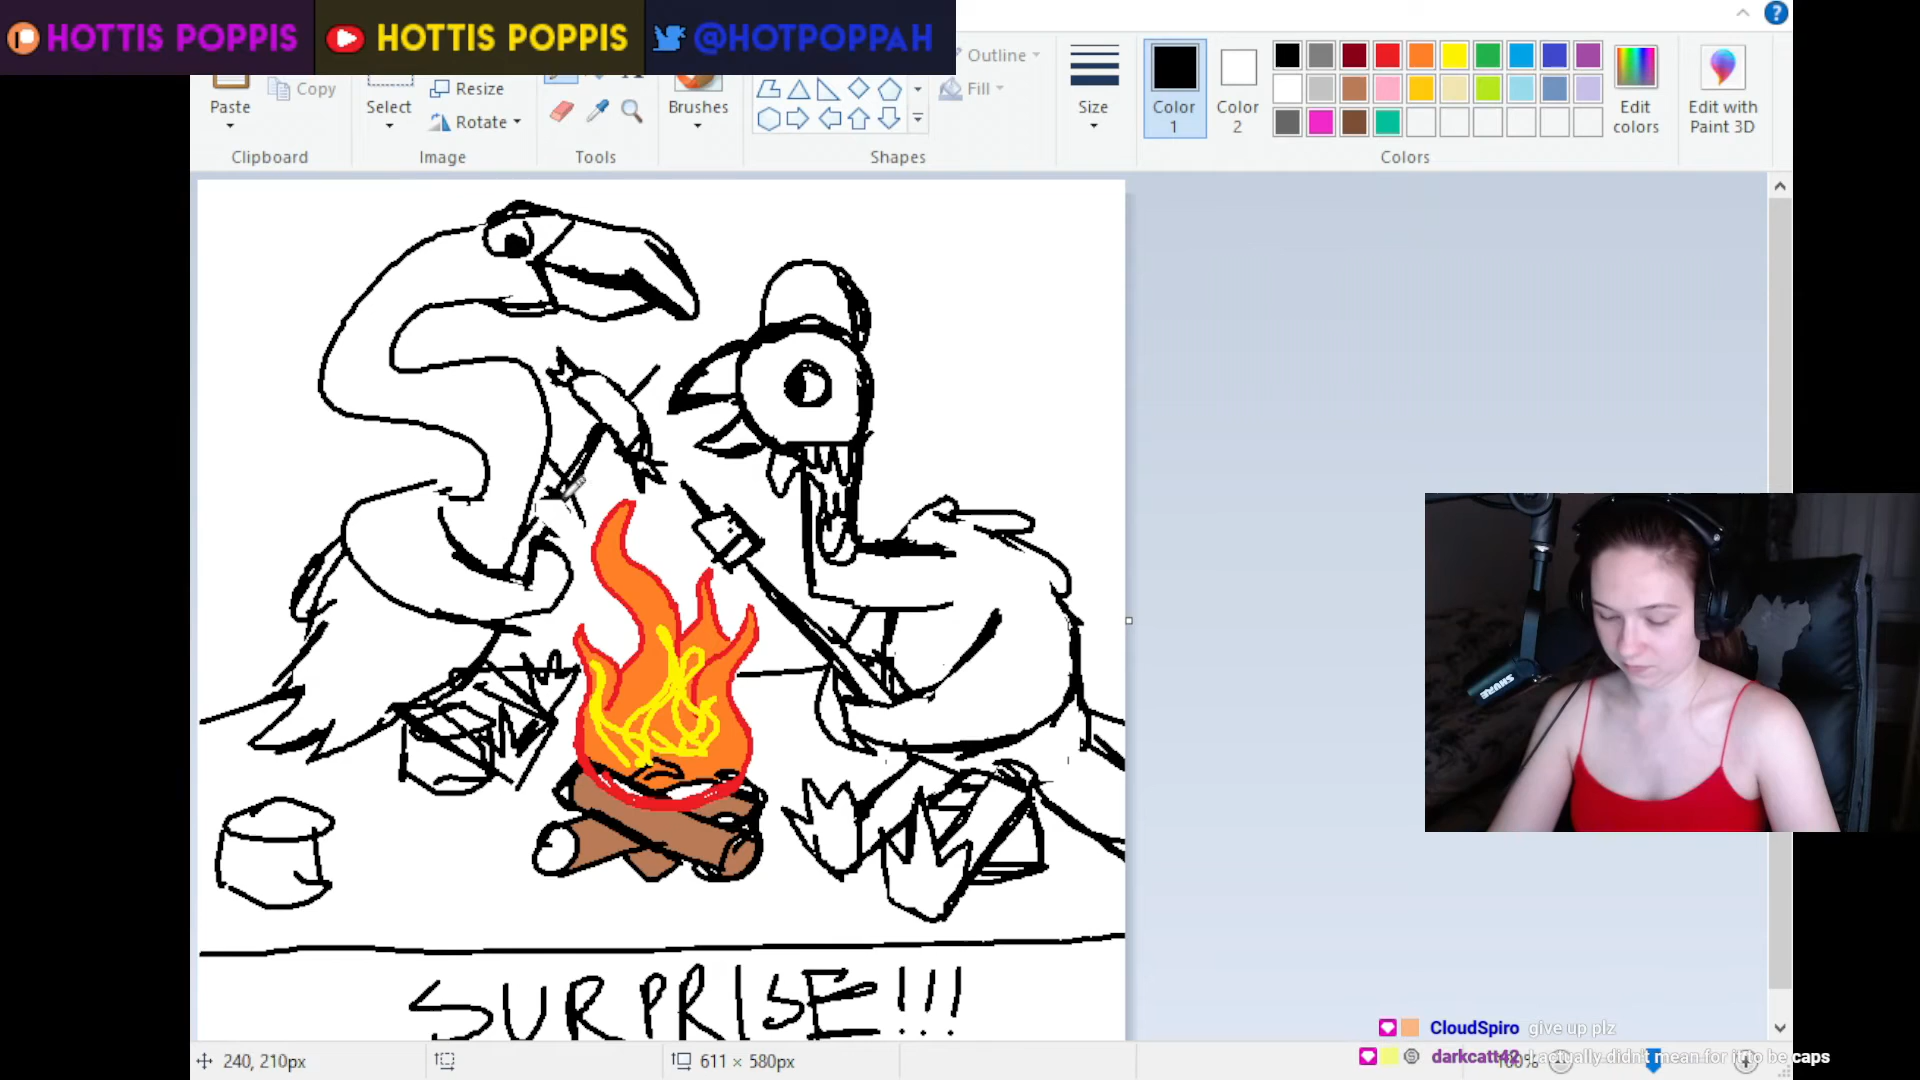 HOTTIS POPPIS
HOTTIS POPPIS
@HOTPOPPAH
Outline
Paste
Copy
Select
Resize
Rotate
Brushes
Fill
Size
Color 1
Color 2
Edit colors
Edit with Paint 3D
Clipboard
Image
Tools
Shapes
Colors
SHURE
SURPRISE!!!
CloudSpiro give up plz
darkcatt42 I actually didn't mean for it to be caps
240, 210px
611 × 580px
100%